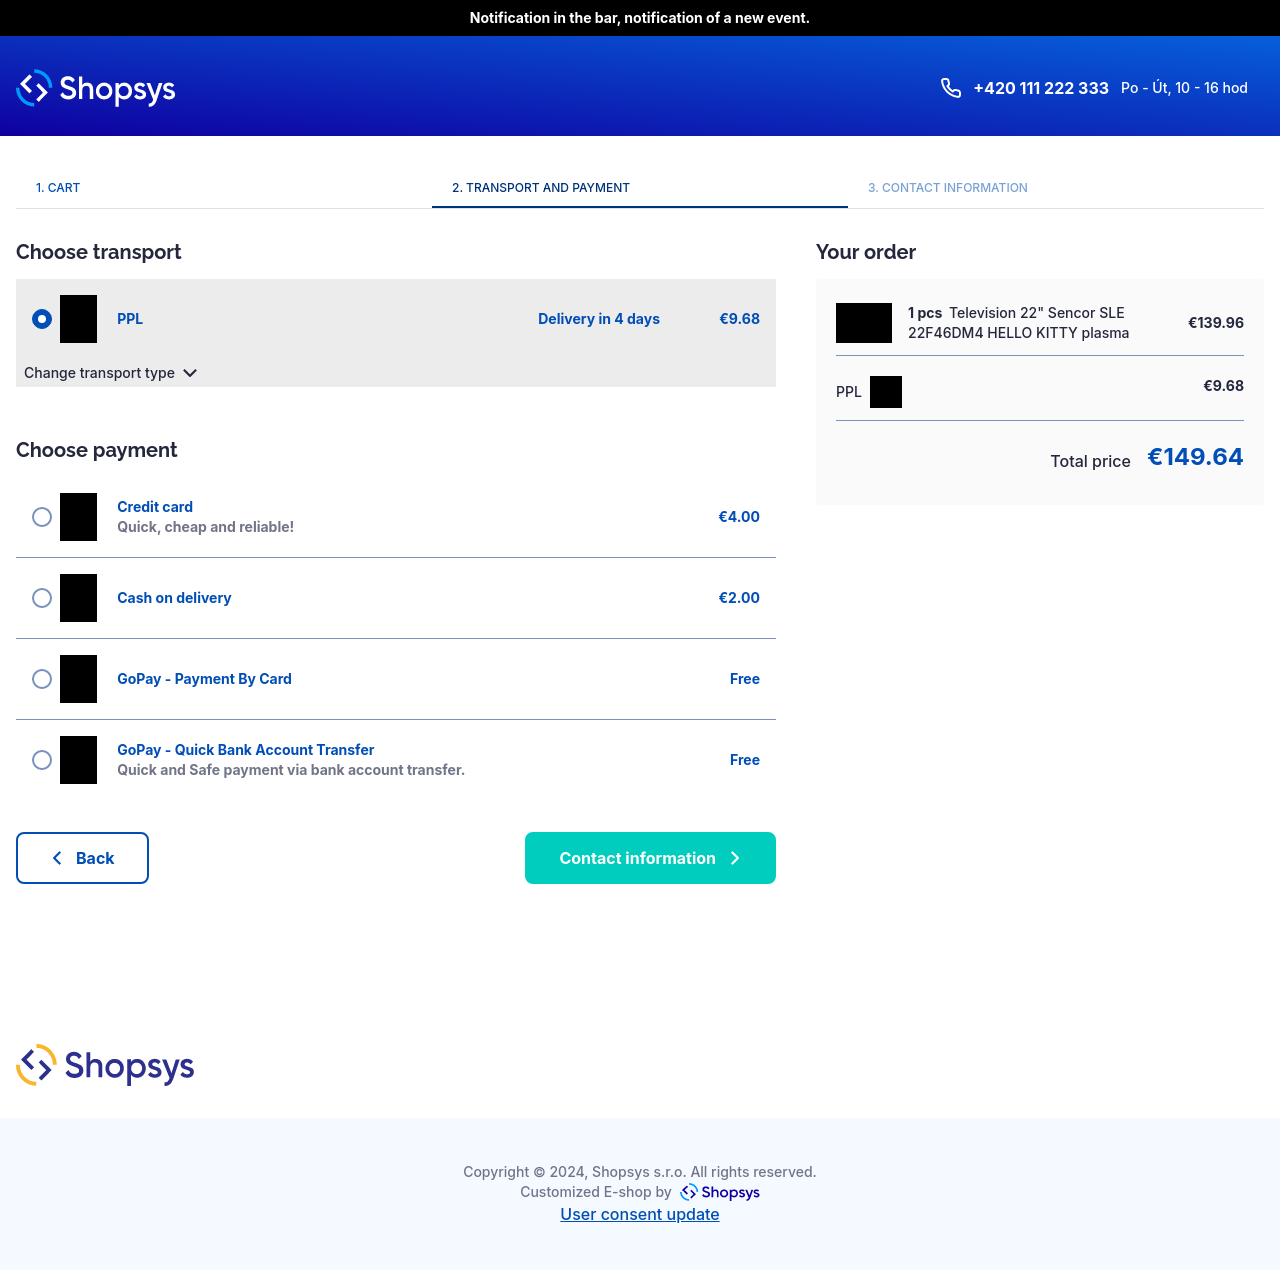 Notification in the bar, notification of a new event.
Shopsys
+420 111 222 333 Po - Út, 10 - 16 hod
1. CART
2. TRANSPORT AND PAYMENT
3. CONTACT INFORMATION
Choose transport
PPL Delivery in 4 days €9.68
Change transport type
Choose payment
Credit card
Quick, cheap and reliable!
€4.00
Cash on delivery €2.00
GoPay - Payment By Card Free
GoPay - Quick Bank Account Transfer
Quick and Safe payment via bank account transfer.
Free
Back
Contact information
Your order
1 pcs Television 22" Sencor SLE
22F46DM4 HELLO KITTY plasma
€139.96
PPL €9.68
Total price €149.64
Shopsys
Copyright © 2024, Shopsys s.r.o. All rights reserved.
Customized E-shop by Shopsys
User consent update